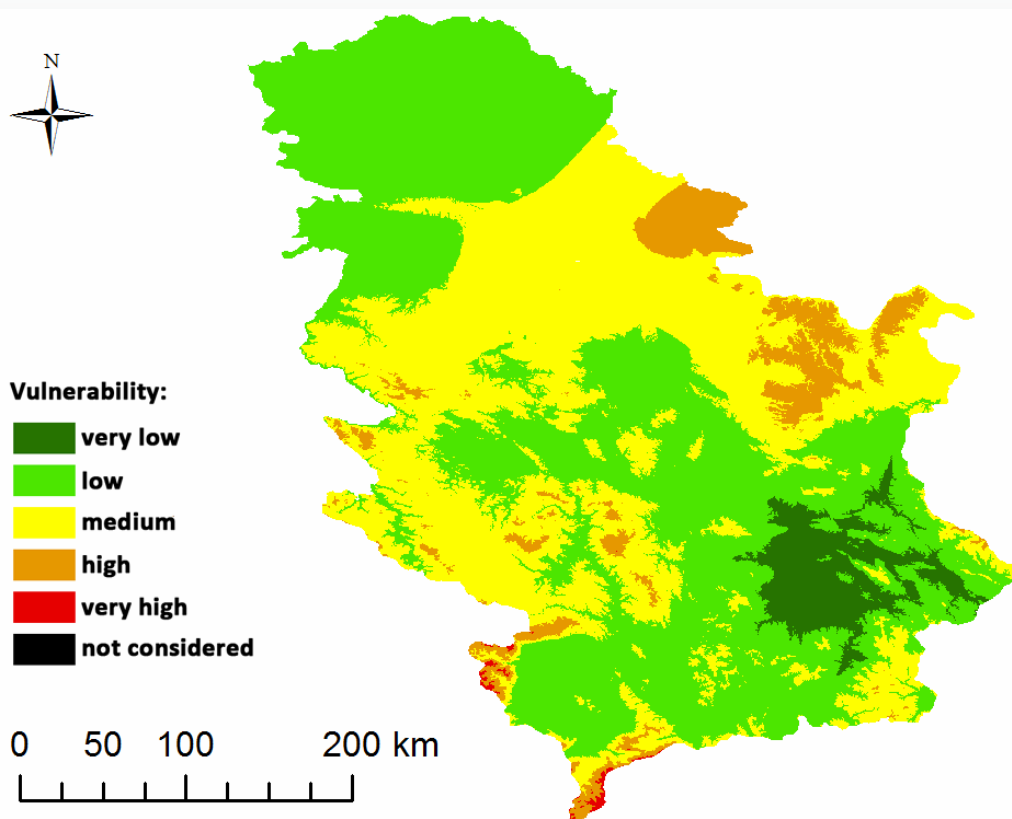 N
Vulnerability:
very low
low
medium
high
very high
not considered
0 50 100 200 km